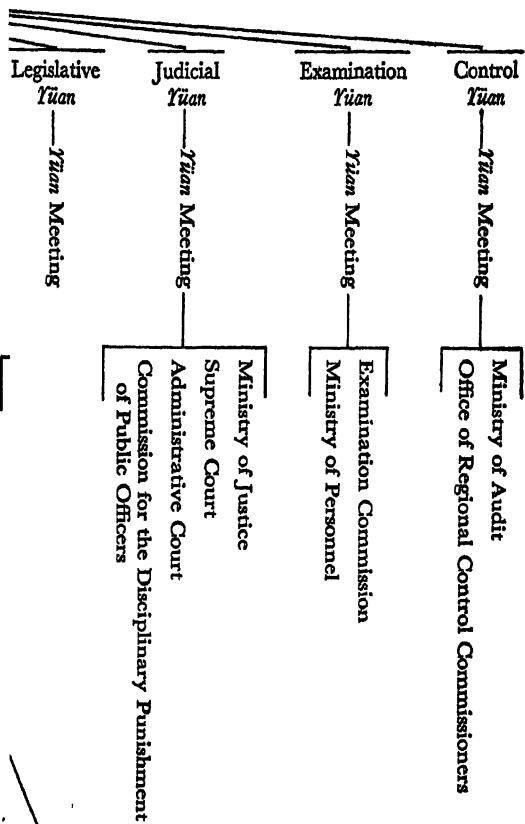 Legislative
Yüan
Judicial
Yüan
Examination
Yüan
Control
Yüan
Yüan Meeting
Yüan Meeting
Yüan Meeting
Yüan Meeting
Ministry of Justice
Supreme Court
Administrative Court
Commission for the Disciplinary Punishment
of Public Officers
Examination Commission
Ministry of Personnel
Ministry of Audit
Office of Regional Control Commissioners